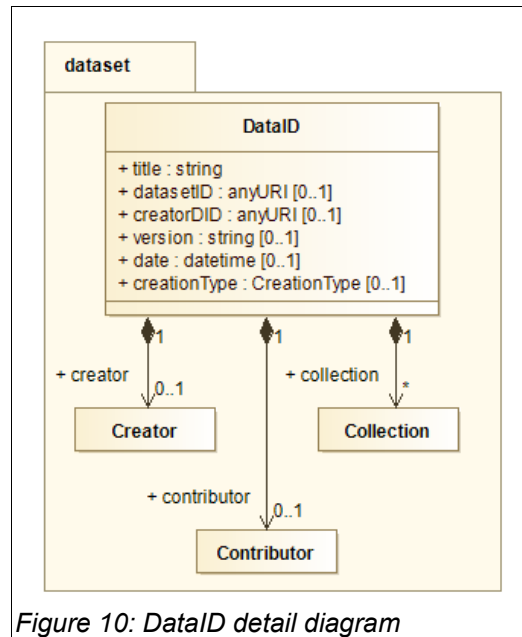 dataset
DataID
+ title : string
+ datasetID : anyURI [0..1]
+ creatorDID : anyURI [0..1]
+ version : string [0..1]
+ date : datetime [0..1]
+ creationType : CreationType [0..1]
1 1 1
+ creator + collection
0..1 *
Creator Collection
+ contributor 0..1
Contributor
Figure 10: DataID detail diagram